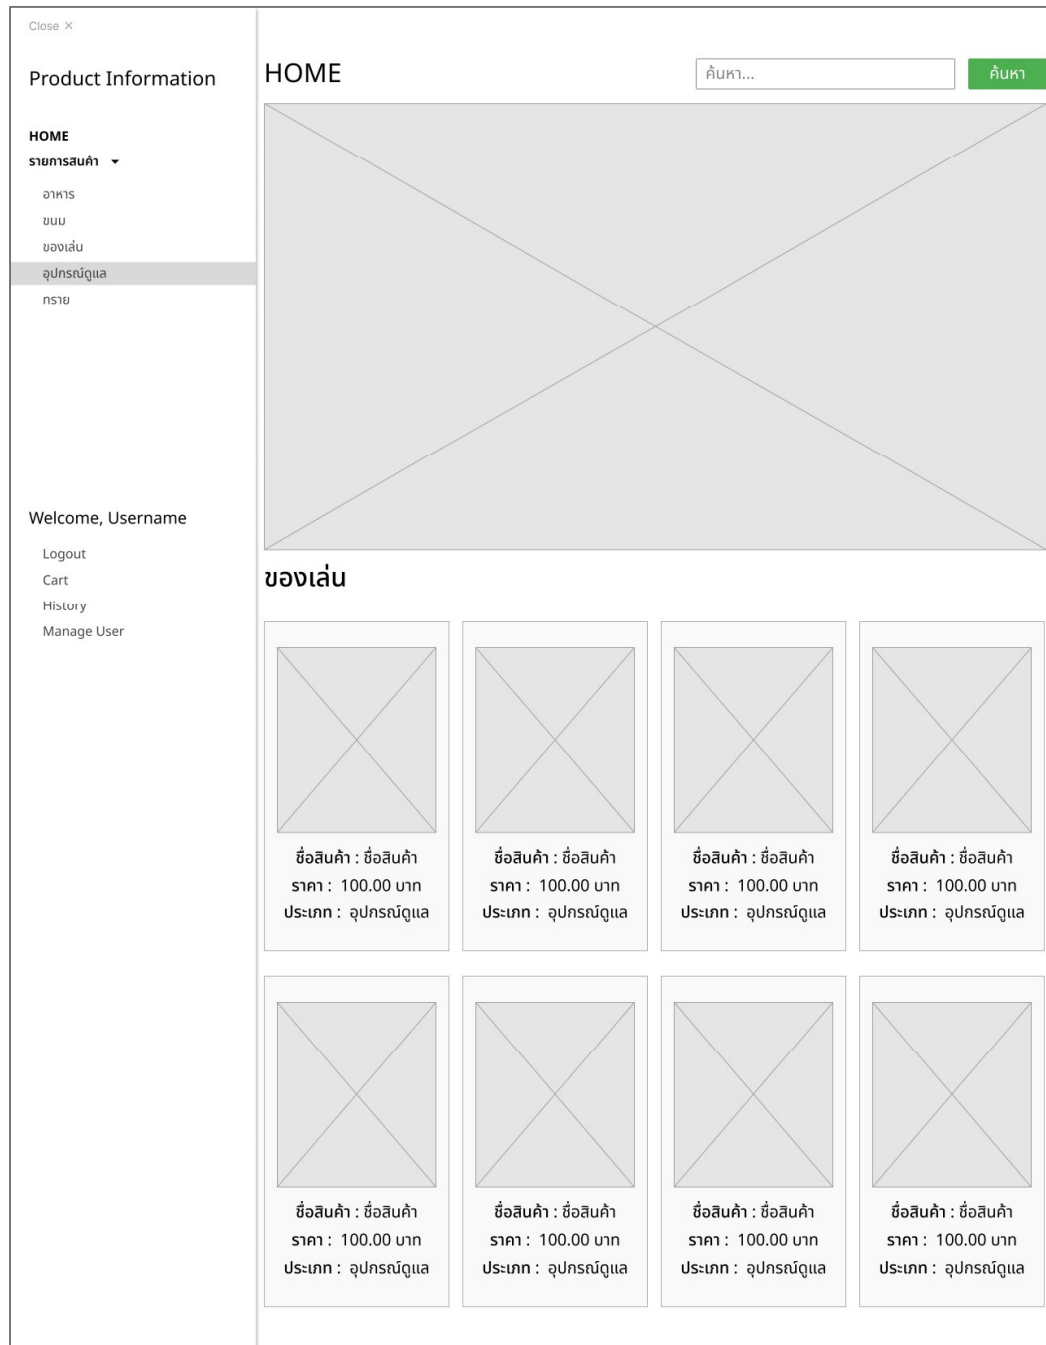 Close ×
Product Information
HOME
รายการสินค้า
อาหาร
ขนม
ของเล่น
อุปกรณ์ดูแล
ทราย
Welcome, Username
Logout
Cart
History
Manage User
HOME
ค้นหา...
ค้นหา
ของเล่น
ชื่อสินค้า : ชื่อสินค้า
ราคา : 100.00 บาท
ประเภท : อุปกรณ์ดูแล
ชื่อสินค้า : ชื่อสินค้า
ราคา : 100.00 บาท
ประเภท : อุปกรณ์ดูแล
ชื่อสินค้า : ชื่อสินค้า
ราคา : 100.00 บาท
ประเภท : อุปกรณ์ดูแล
ชื่อสินค้า : ชื่อสินค้า
ราคา : 100.00 บาท
ประเภท : อุปกรณ์ดูแล
ชื่อสินค้า : ชื่อสินค้า
ราคา : 100.00 บาท
ประเภท : อุปกรณ์ดูแล
ชื่อสินค้า : ชื่อสินค้า
ราคา : 100.00 บาท
ประเภท : อุปกรณ์ดูแล
ชื่อสินค้า : ชื่อสินค้า
ราคา : 100.00 บาท
ประเภท : อุปกรณ์ดูแล
ชื่อสินค้า : ชื่อสินค้า
ราคา : 100.00 บาท
ประเภท : อุปกรณ์ดูแล